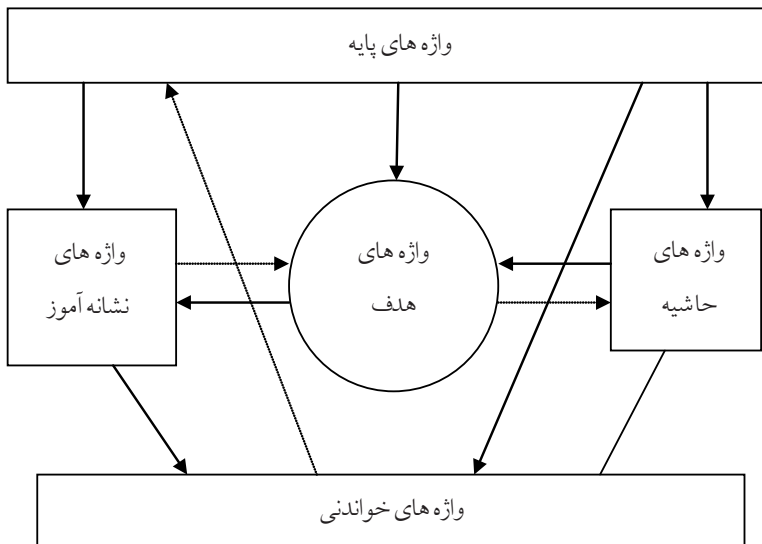 واژه های پایه
واژه های
حاشیه
واژه های
هدف
واژه های
نشانه آموز
واژه های خواندنی